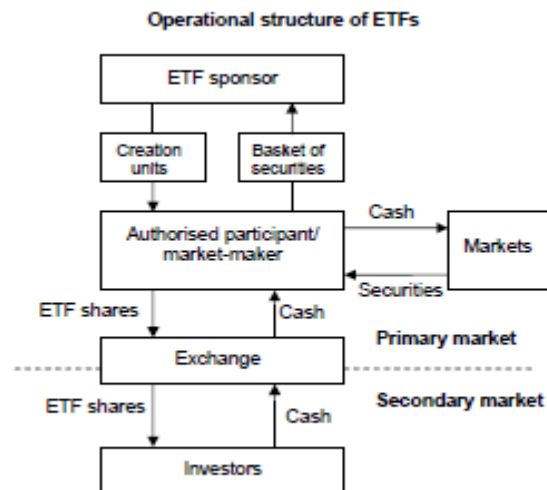 Operational structure of ETFs
ETF sponsor
Creation
units
Basket of
securities
Cash
Authorised participant/
market-maker
Markets
Securities
ETF shares
Cash
Primary market
Exchange
Secondary market
ETF shares
Cash
Investors